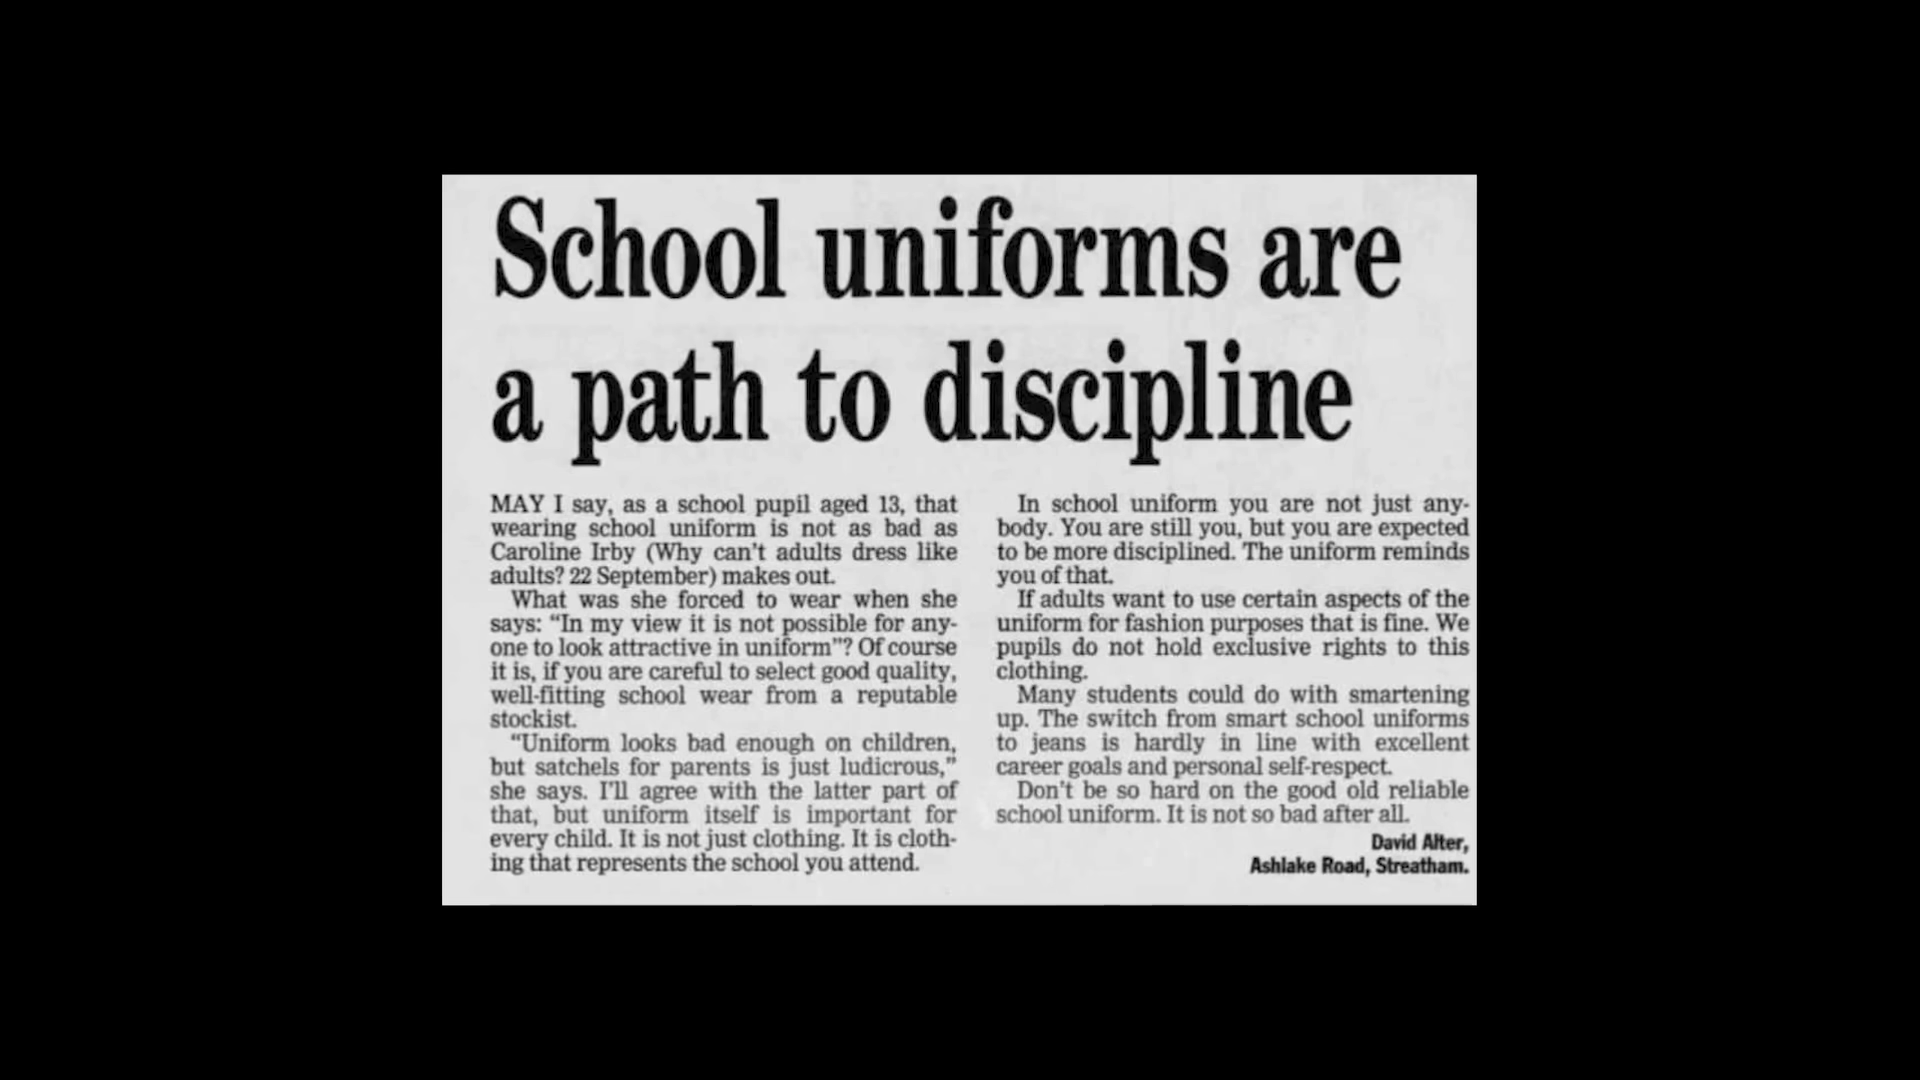 School uniforms are
a path to discipline
MAY I say, as a school pupil aged 13, that
wearing school uniform is not as bad as
Caroline Irby (Why can't adults dress like
adults? 22 September) makes out.
What was she forced to wear when she
says: “In my view it is not possible for any-
one to look attractive in uniform”? Of course
it is, if you are careful to select good quality,
well-fitting school wear from a reputable
stockist.
“Uniform looks bad enough on children,
but satchels for parents is just ludicrous,”
she says. I'll agree with the latter part of
that, but uniform itself is important for
every child. It is not just clothing. It is cloth-
ing that represents the school you attend.
In school uniform you are not just any-
body. You are still you, but you are expected
to be more disciplined. The uniform reminds
you of that.
If adults want to use certain aspects of the
uniform for fashion purposes that is fine. We
pupils do not hold exclusive rights to this
clothing.
Many students could do with smartening
up. The switch from smart school uniforms
to jeans is hardly in line with excellent
career goals and personal self-respect.
Don't be so hard on the good old reliable
school uniform. It is not so bad after all.
David Alter,
Ashlake Road, Streatham.